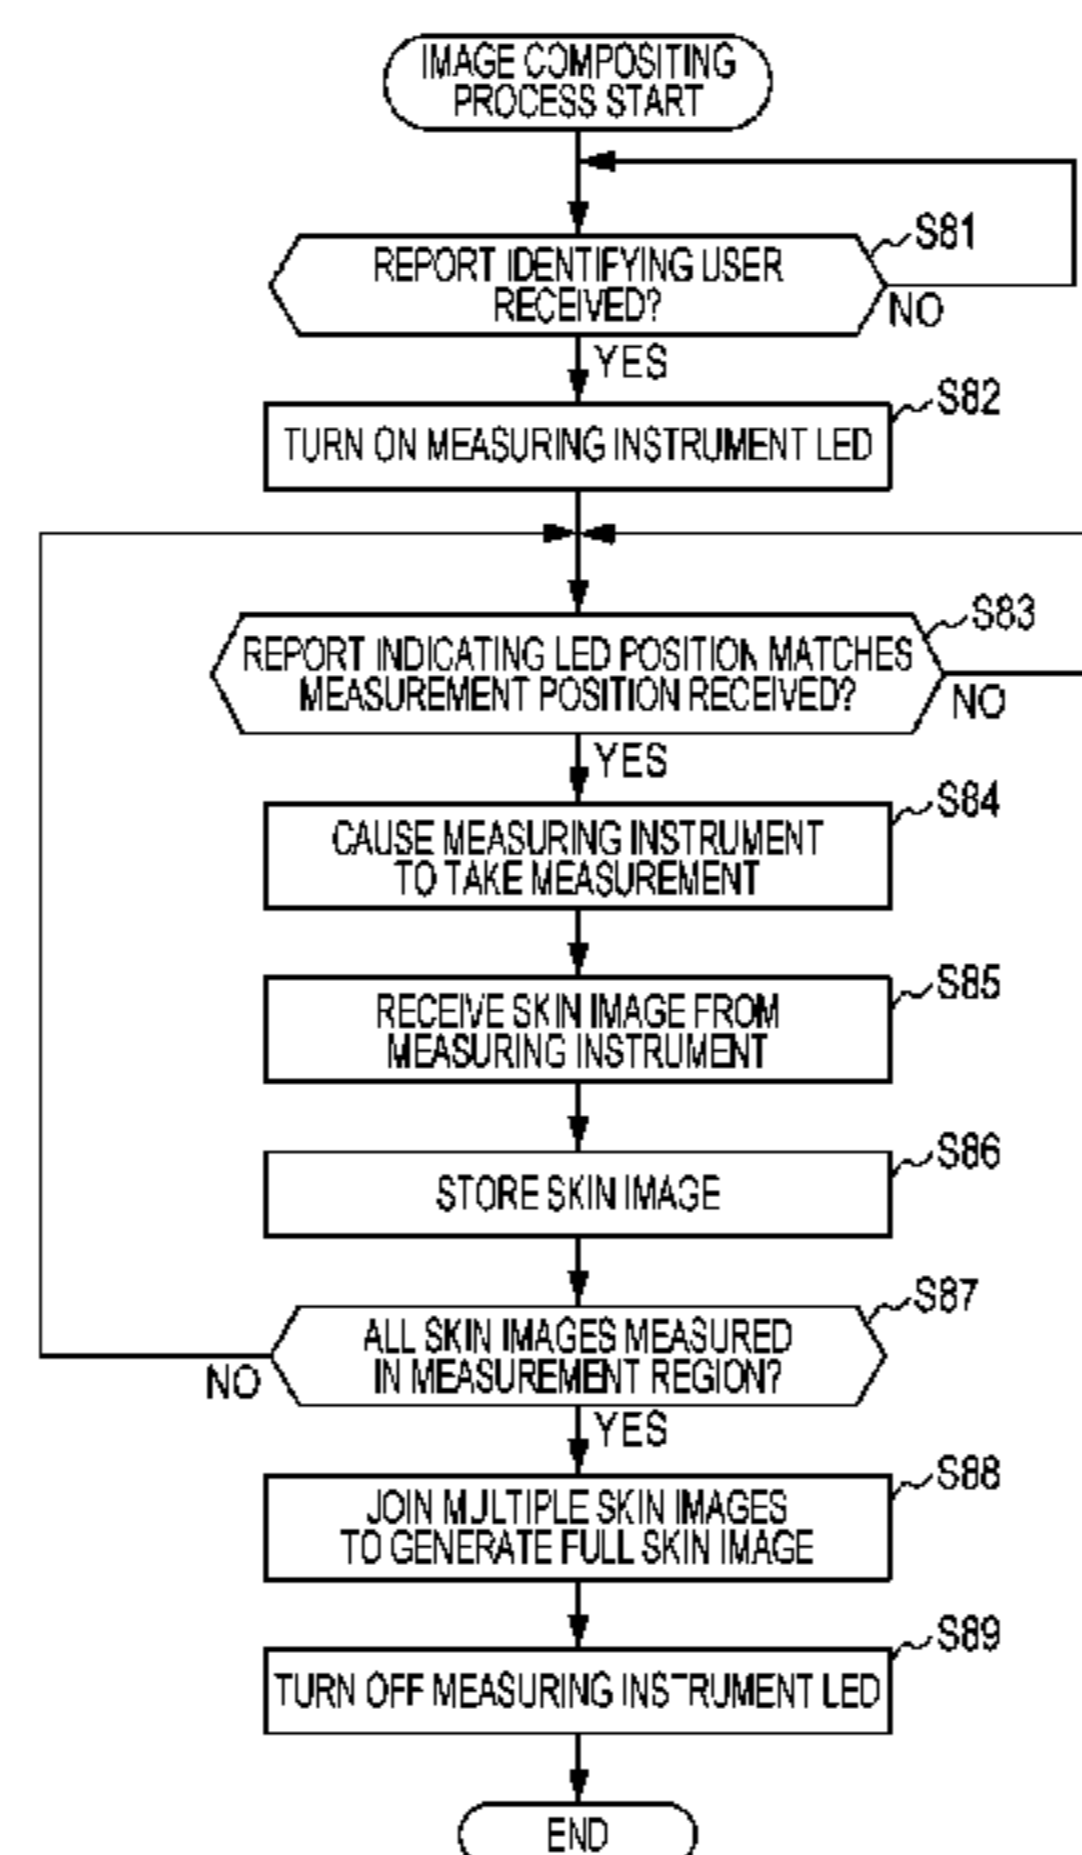 IMAGE COMPOSITING
PROCESS START
S81
REPORT IDENTIFYING USER
RECEIVED?
NO
YES
S82
TURN ON MEASURING INSTRUMENT LED
S83
REPORT INDICATING LED POSITION MATCHES
MEASUREMENT POSITION RECEIVED?
NO
YES
S84
CAUSE MEASURING INSTRUMENT
TO TAKE MEASUREMENT
S85
RECEIVE SKIN IMAGE FROM
MEASURING INSTRUMENT
S86
STORE SKIN IMAGE
S87
ALL SKIN IMAGES MEASURED
IN MEASUREMENT REGION?
NO
YES
S88
JOIN MULTIPLE SKIN IMAGES
TO GENERATE FULL SKIN IMAGE
S89
TURN OFF MEASURING INSTRUMENT LED
END